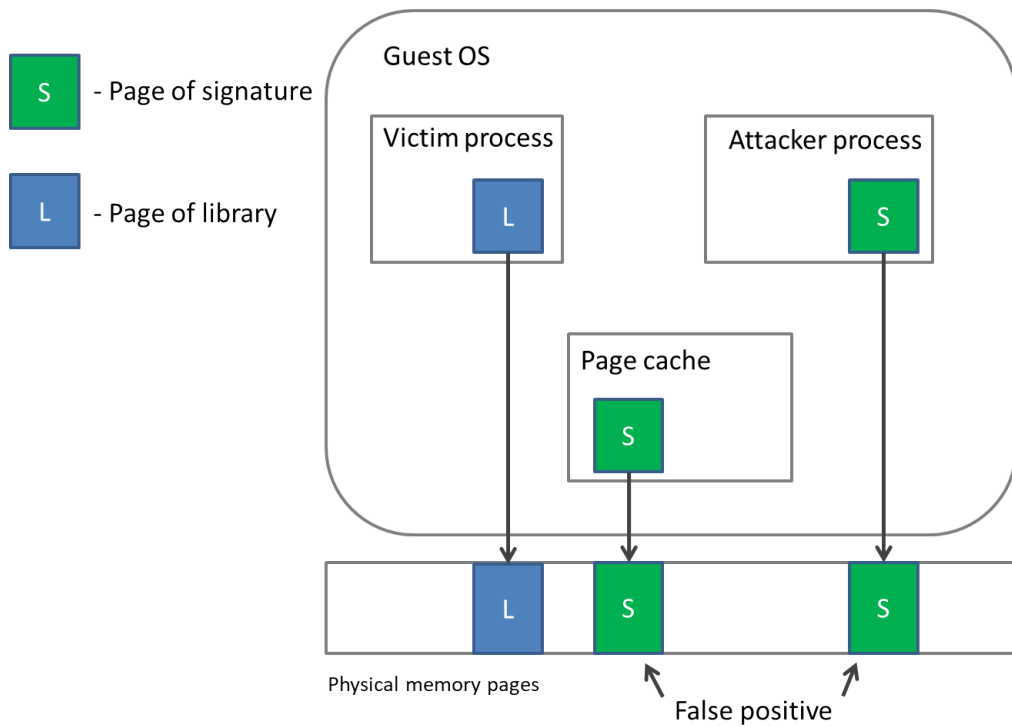 Guest OS
S - Page of signature
Victim process
Attacker process
L - Page of library
L
S
Page cache
S
L
S
S
Physical memory pages
False positive